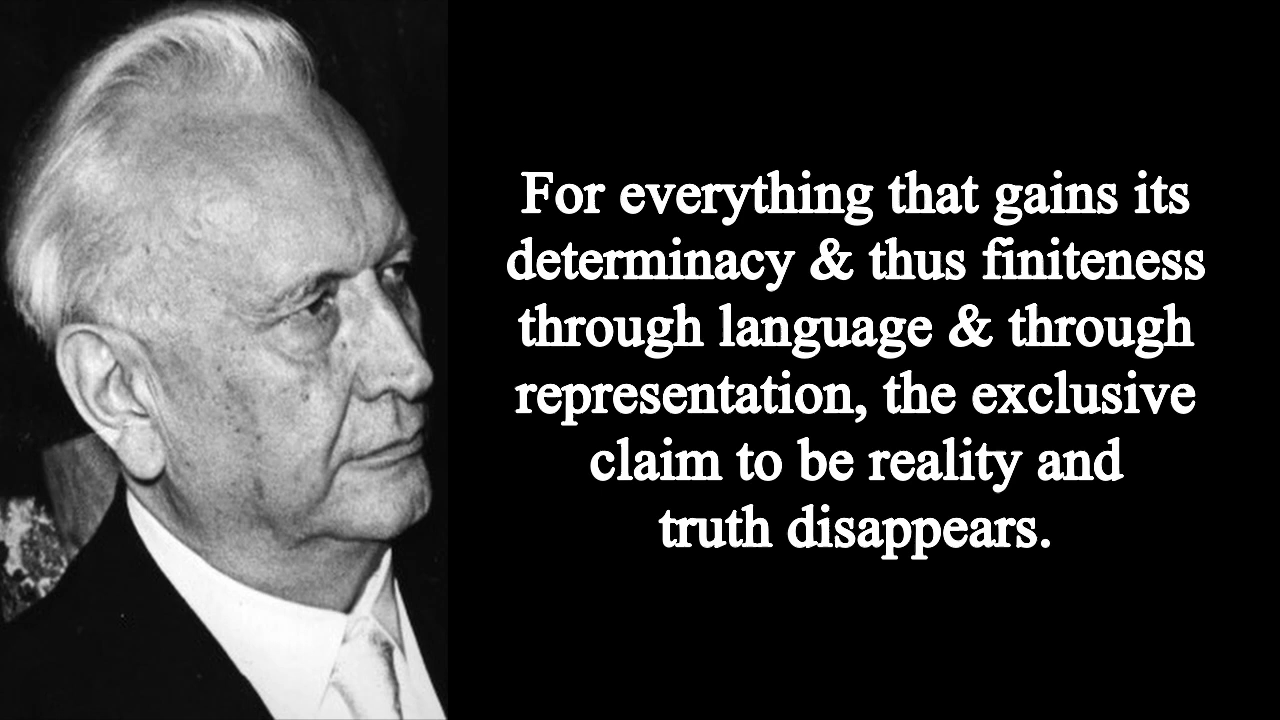 For everything that gains its
determinacy & thus finiteness
through language & through
representation, the exclusive
claim to be reality and
truth disappears.